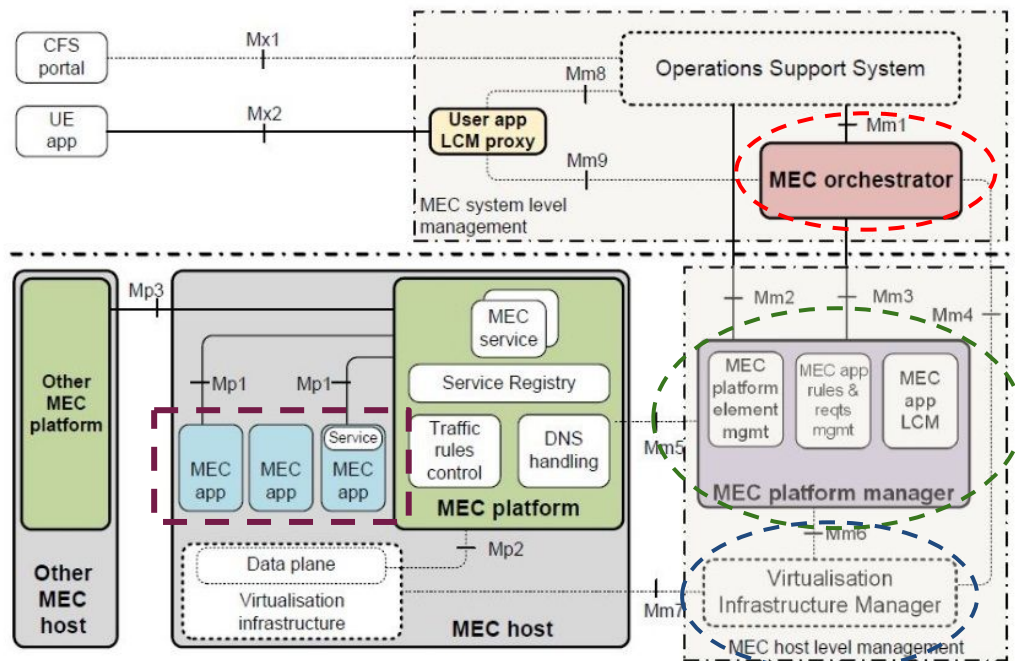 CFS
portal
Mx1
Operations Support System
Mm8
UE
app
Mx2
User app
LCM proxy
Mm1
Mm9
MEC orchestrator
MEC system level
management
Mp3
Mm2
Mm3
Mm4
Other
MEC
platform
Other
MEC
host
Mp1
Mp1
MEC
app
MEC
app
Service
MEC
app
MEC
service
Service Registry
Traffic
rules
control
DNS
handling
MEC platform
Mp2
Data plane
Virtualisation
infrastructure
MEC host
Mm5
MEC
platform
element
mgmt
MEC app
rules &
reqts
mgmt
MEC
app
LCM
MEC platform manager
Mm6
Mm7
Virtualisation
Infrastructure Manager
MEC host level management